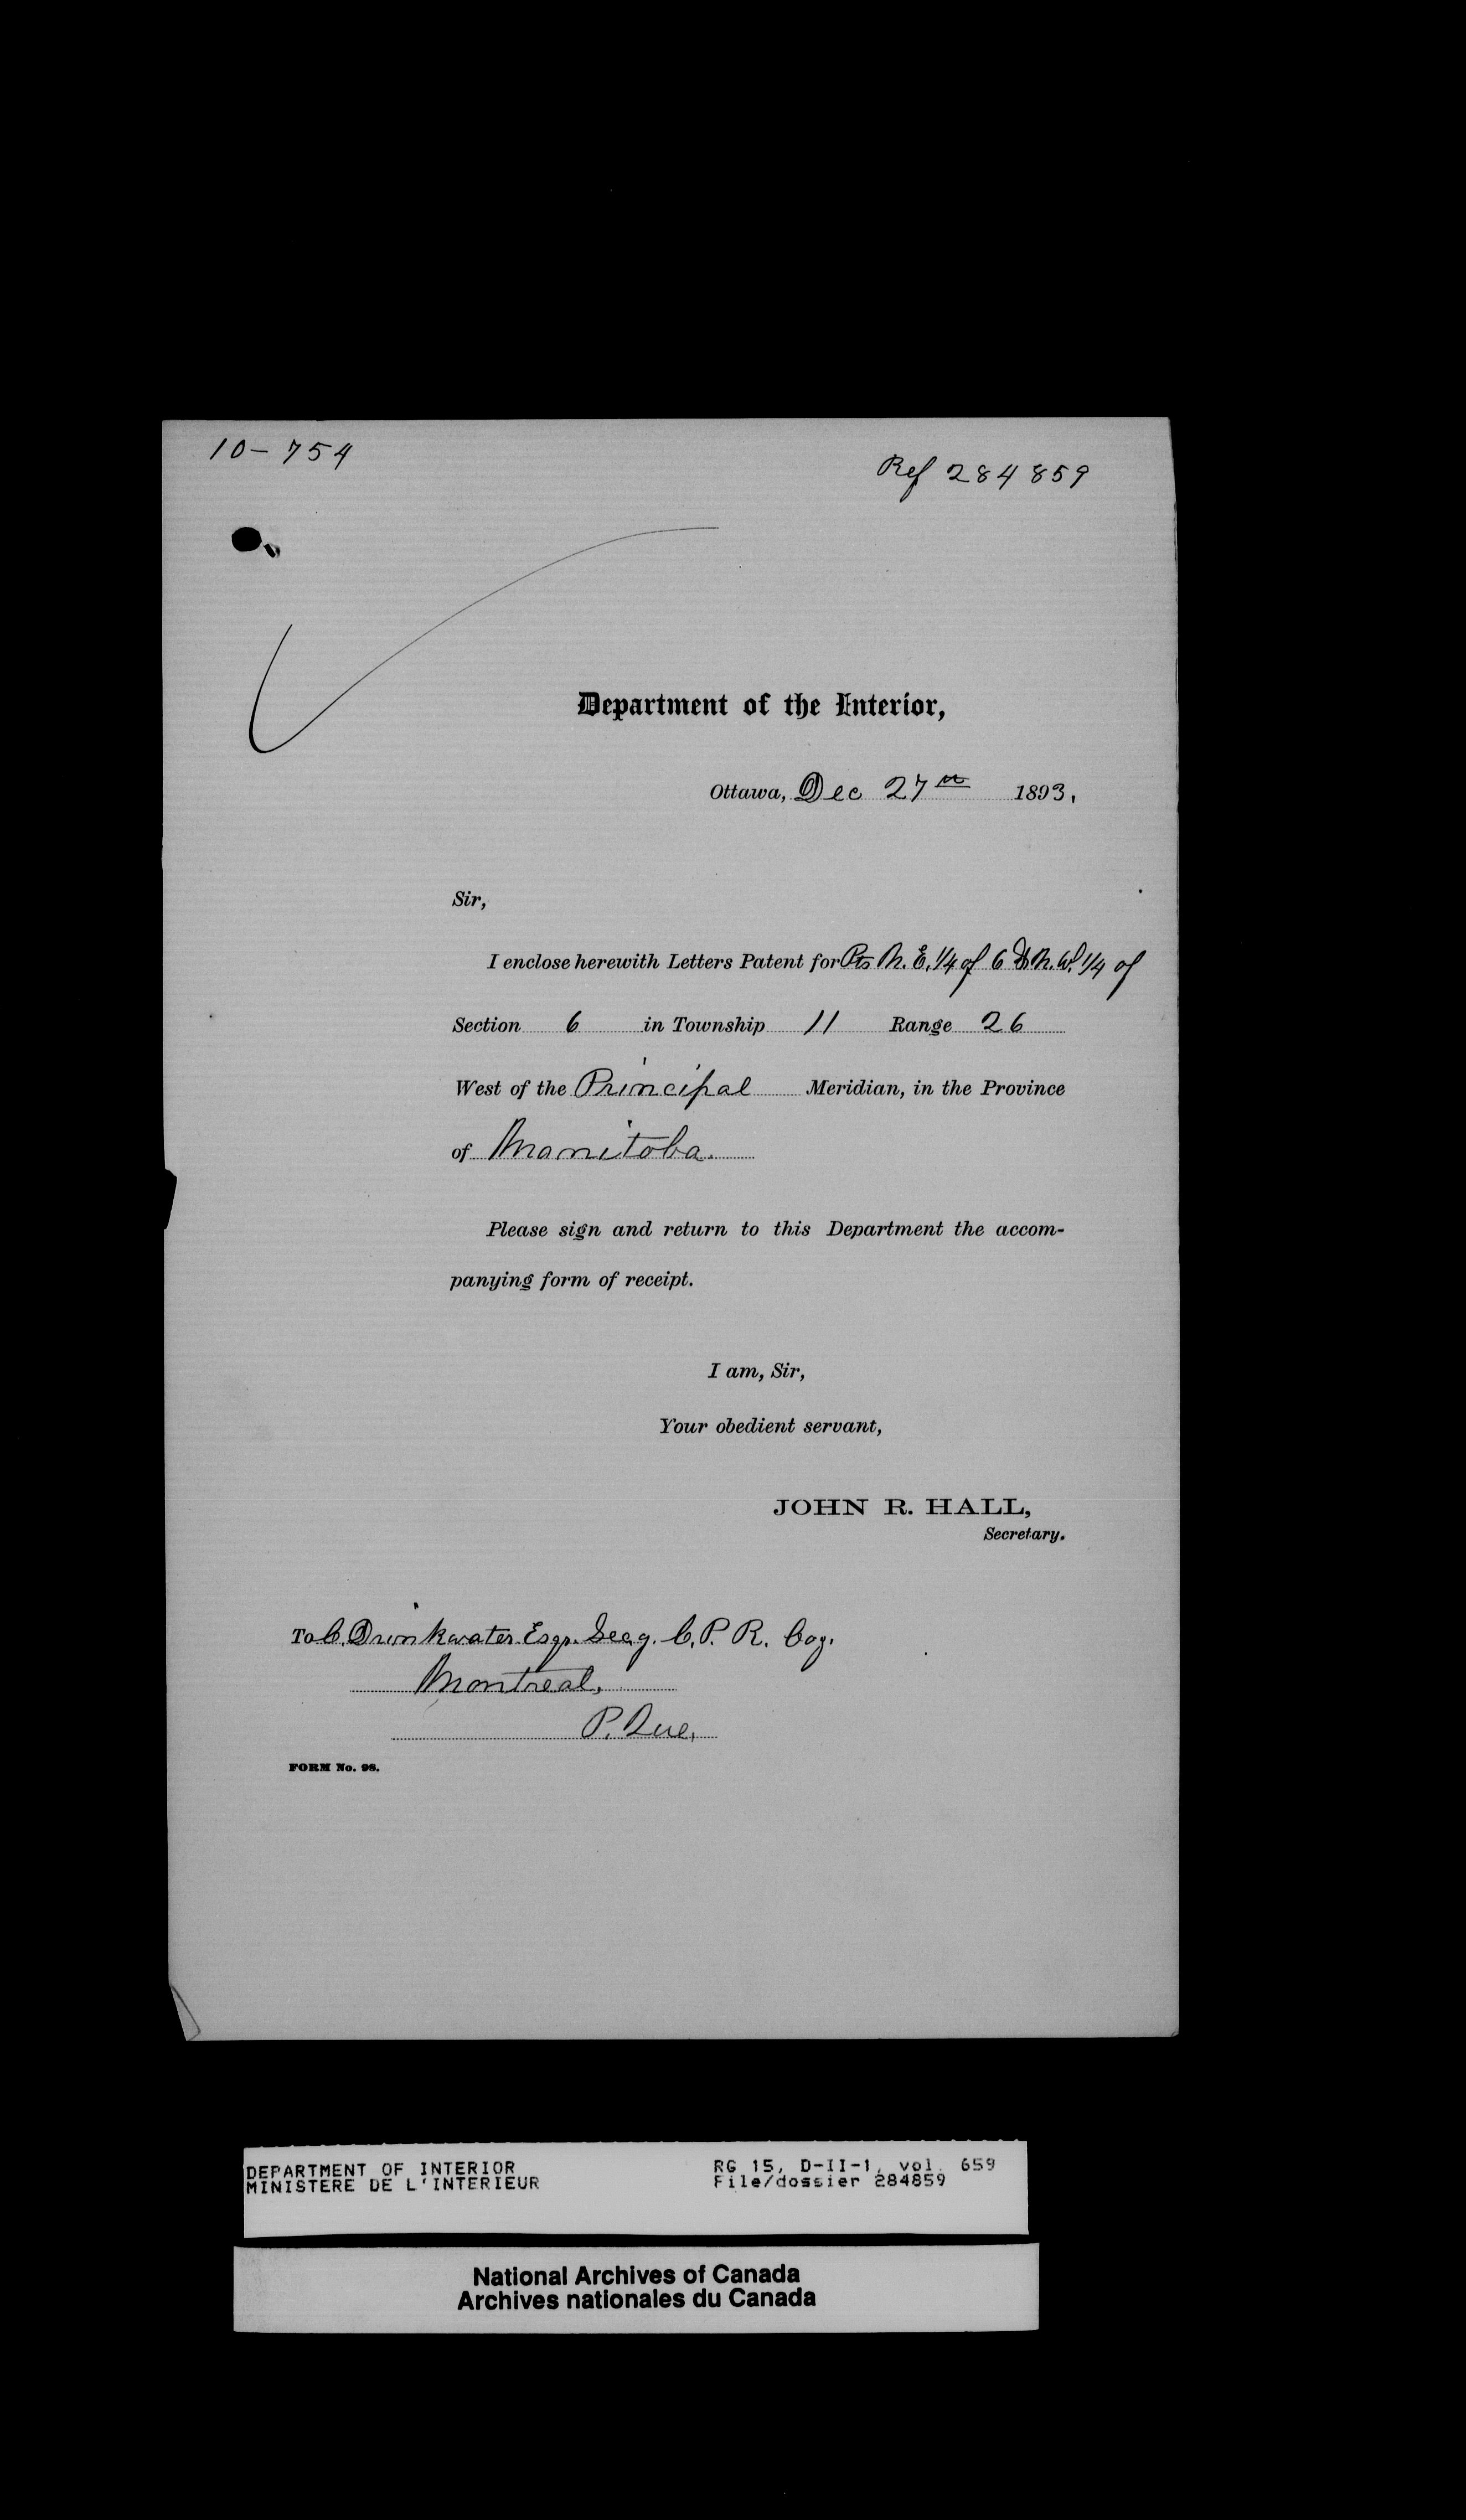 10-754
Ref 284859
Department of the Interior,
Ottawa, Dec 27th 1893.
Sir,
I enclose herewith Letters Patent for Pts N. E. 1/4 of 6 & N. W. 1/4 of
Section 6 in Township 11 Range 26
West of the Principal Meridian, in the Province
of Manitoba.
Please sign and return to this Department the accom-
panying form of receipt.
I am, Sir,
Your obedient servant,
JOHN R. HALL,
Secretary.
To C. Drinkwater Esqr. Secy. C. P. R. Coy.
Montreal,
P. Que.
FORM No. 98.
DEPARTMENT OF INTERIOR RG 15, D-II-1, vol. 659
MINISTERE DE L'INTERIEUR File/dossier 284859
National Archives of Canada
Archives nationales du Canada